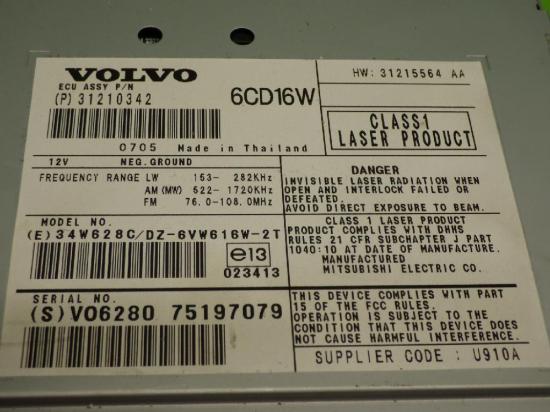 VOLVO
ECU ASSY P/N
(P) 31210342
6CD16W
HW: 31215564 AA
0705 Made in Thailand
CLASS1
LASER PRODUCT
12V NEG.GROUND
FREQUENCY RANGE LW 153- 282KHz
AM(MW) 522- 1720KHz
FM 76.0-108.0MHz
DANGER
INVISIBLE LASER RADIATION WHEN
OPEN AND INTERLOCK FAILED OR
DEFEATED.
AVOID DIRECT EXPOSURE TO BEAM.
MODEL NO.
(E)34W628C/DZ-6VW616W-2T
e13
023413
CLASS 1 LASER PRODUCT
PRODUCT COMPLIES WITH DHHS
RULES 21 CFR SUBCHAPTER J PART
1040:10 AT DATE OF MANUFACTURE.
MANUFACTURED
MITSUBISHI ELECTRIC CO.
SERIAL NO.
(S)V06280 75197079
THIS DEVICE COMPLIES WITH PART
15 OF THE FCC RULES.
OPERATION IS SUBJECT TO THE
CONDITION THAT THIS DEVICE DOES
NOT CAUSE HARMFUL INTERFERENCE.
SUPPLIER CODE : U910A